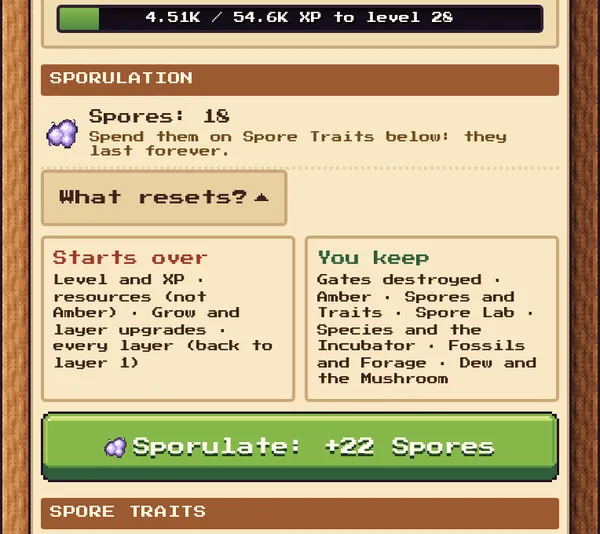 4.51K / 54.6K XP to level 28
SPORULATION
Spores: 18
Spend them on Spore Traits below: they
last forever.
What resets?
Starts over
Level and XP ·
resources (not
Amber) · Grow and
layer upgrades ·
every layer (back to
layer 1)
You keep
Gates destroyed ·
Amber · Spores and
Traits · Spore Lab ·
Species and the
Incubator · Fossils
and Forage · Dew and
the Mushroom
Sporulate: +22 Spores
SPORE TRAITS